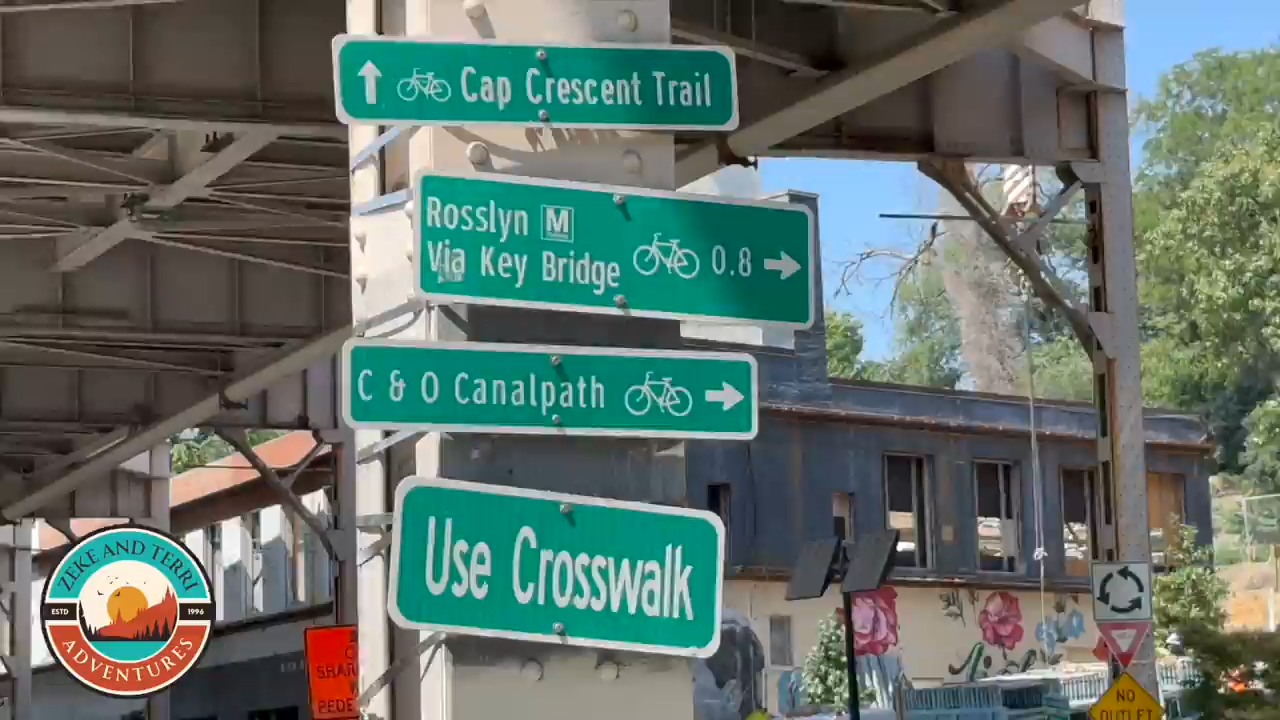 Cap Crescent Trail
Rosslyn M
Via Key Bridge 0.8
C & O Canalpath
Use Crosswalk
ZEKE AND TERRI
ESTD 1996
ADVENTURES
NO
OUTLET